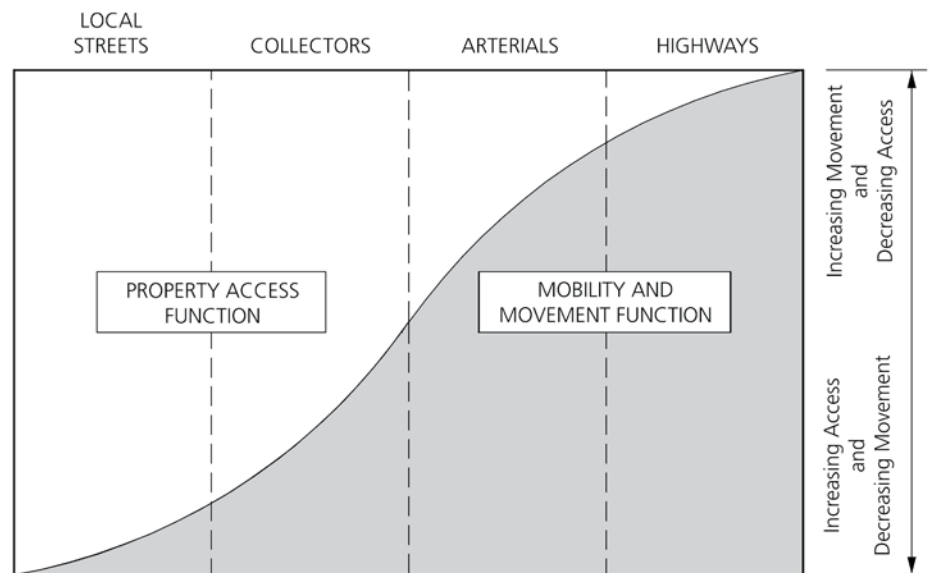 LOCAL
STREETS
COLLECTORS
ARTERIALS
HIGHWAYS
PROPERTY ACCESS
FUNCTION
MOBILITY AND
MOVEMENT FUNCTION
Increasing Movement
and
Decreasing Access
Increasing Access
and
Decreasing Movement